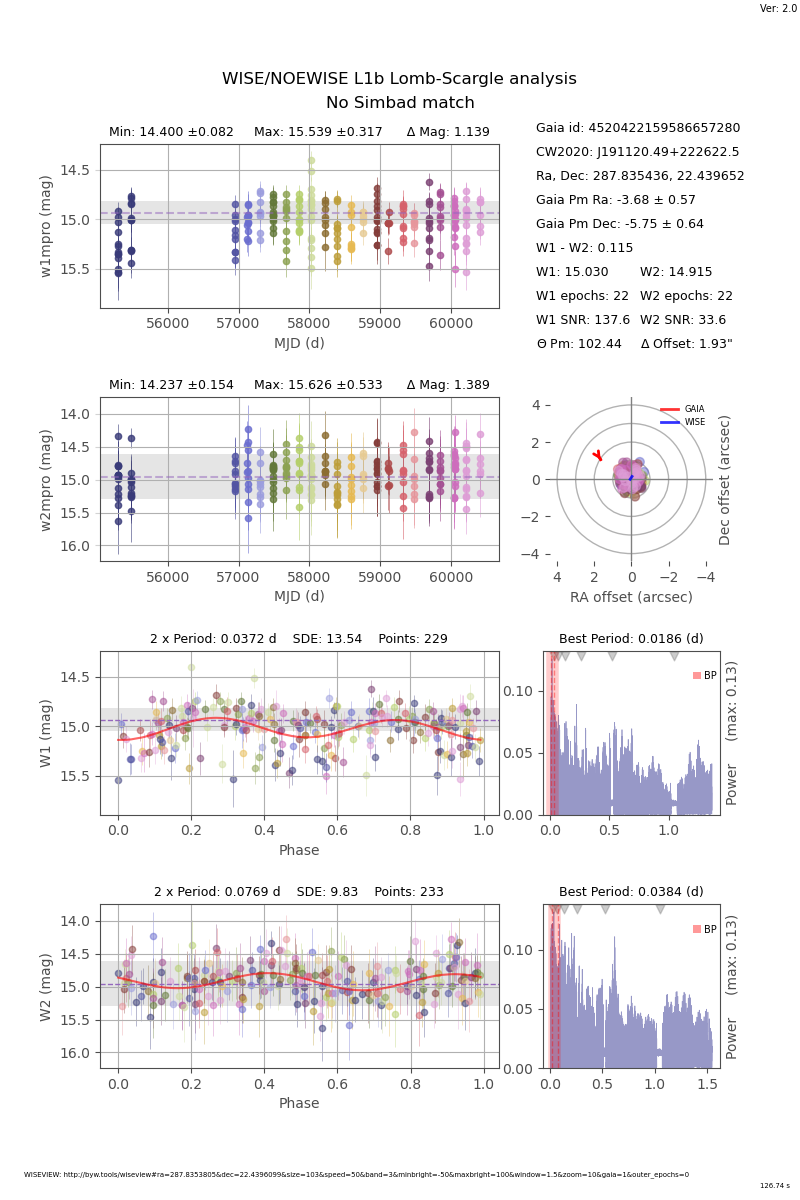 Ver: 2.0
WISE/NOEWISE L1b Lomb-Scargle analysis
No Simbad match
Min: 14.400 ±0.082 Max: 15.539 ±0.317 Δ Mag: 1.139
14.5
15.0
15.5
w1mpro (mag)
56000 57000 58000 59000 60000
MJD (d)
Gaia id: 4520422159586657280
CW2020: J191120.49+222622.5
Ra, Dec: 287.835436, 22.439652
Gaia Pm Ra: -3.68 ± 0.57
Gaia Pm Dec: -5.75 ± 0.64
W1 - W2: 0.115
W1: 15.030 W2: 14.915
W1 epochs: 22 W2 epochs: 22
W1 SNR: 137.6 W2 SNR: 33.6
Θ Pm: 102.44 Δ Offset: 1.93"
Min: 14.237 ±0.154 Max: 15.626 ±0.533 Δ Mag: 1.389
14.0
14.5
15.0
15.5
16.0
w2mpro (mag)
56000 57000 58000 59000 60000
MJD (d)
GAIA
WISE
4
2
0
−2
−4
4 2 0 −2 −4
RA offset (arcsec)
Dec offset (arcsec)
2 x Period: 0.0372 d SDE: 13.54 Points: 229
14.5
15.0
15.5
W1 (mag)
0.0 0.2 0.4 0.6 0.8 1.0
Phase
Best Period: 0.0186 (d)
BP
0.10
0.05
0.00
0.0 0.5 1.0
Power (max: 0.13)
2 x Period: 0.0769 d SDE: 9.83 Points: 233
14.0
14.5
15.0
15.5
16.0
W2 (mag)
0.0 0.2 0.4 0.6 0.8 1.0
Phase
Best Period: 0.0384 (d)
BP
0.10
0.05
0.00
0.0 0.5 1.0 1.5
Power (max: 0.13)
WISEVIEW: http://byw.tools/wiseview#ra=287.8353805&dec=22.4396099&size=103&speed=50&band=3&minbright=-50&maxbright=100&window=1.5&zoom=10&gaia=1&outer_epochs=0
126.74 s